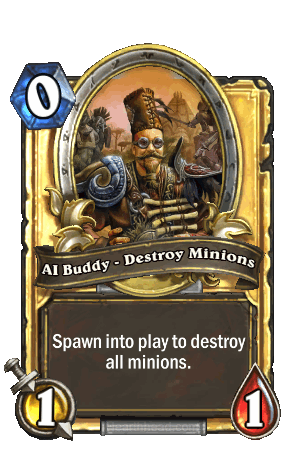 0
AI Buddy - Destroy Minions
Spawn into play to destroy
all minions.
1
1